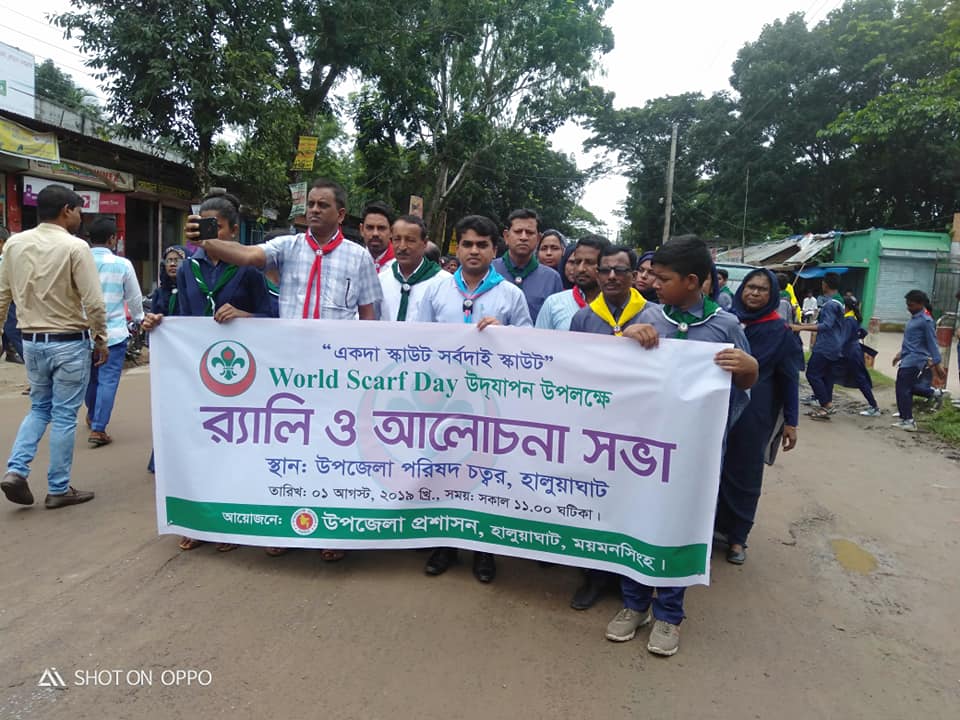 “একদা স্কাউট সর্বদাই স্কাউট”
World Scarf Day উদ্‌যাপন উপলক্ষে
র‍্যালি ও আলোচনা সভা
স্থান: উপজেলা পরিষদ চত্বর, হালুয়াঘাট
তারিখ: ০১ আগস্ট, ২০১৯ খ্রি., সময়: সকাল ১১.০০ ঘটিকা।
আয়োজনে: উপজেলা প্রশাসন, হালুয়াঘাট, ময়মনসিংহ।
SHOT ON OPPO